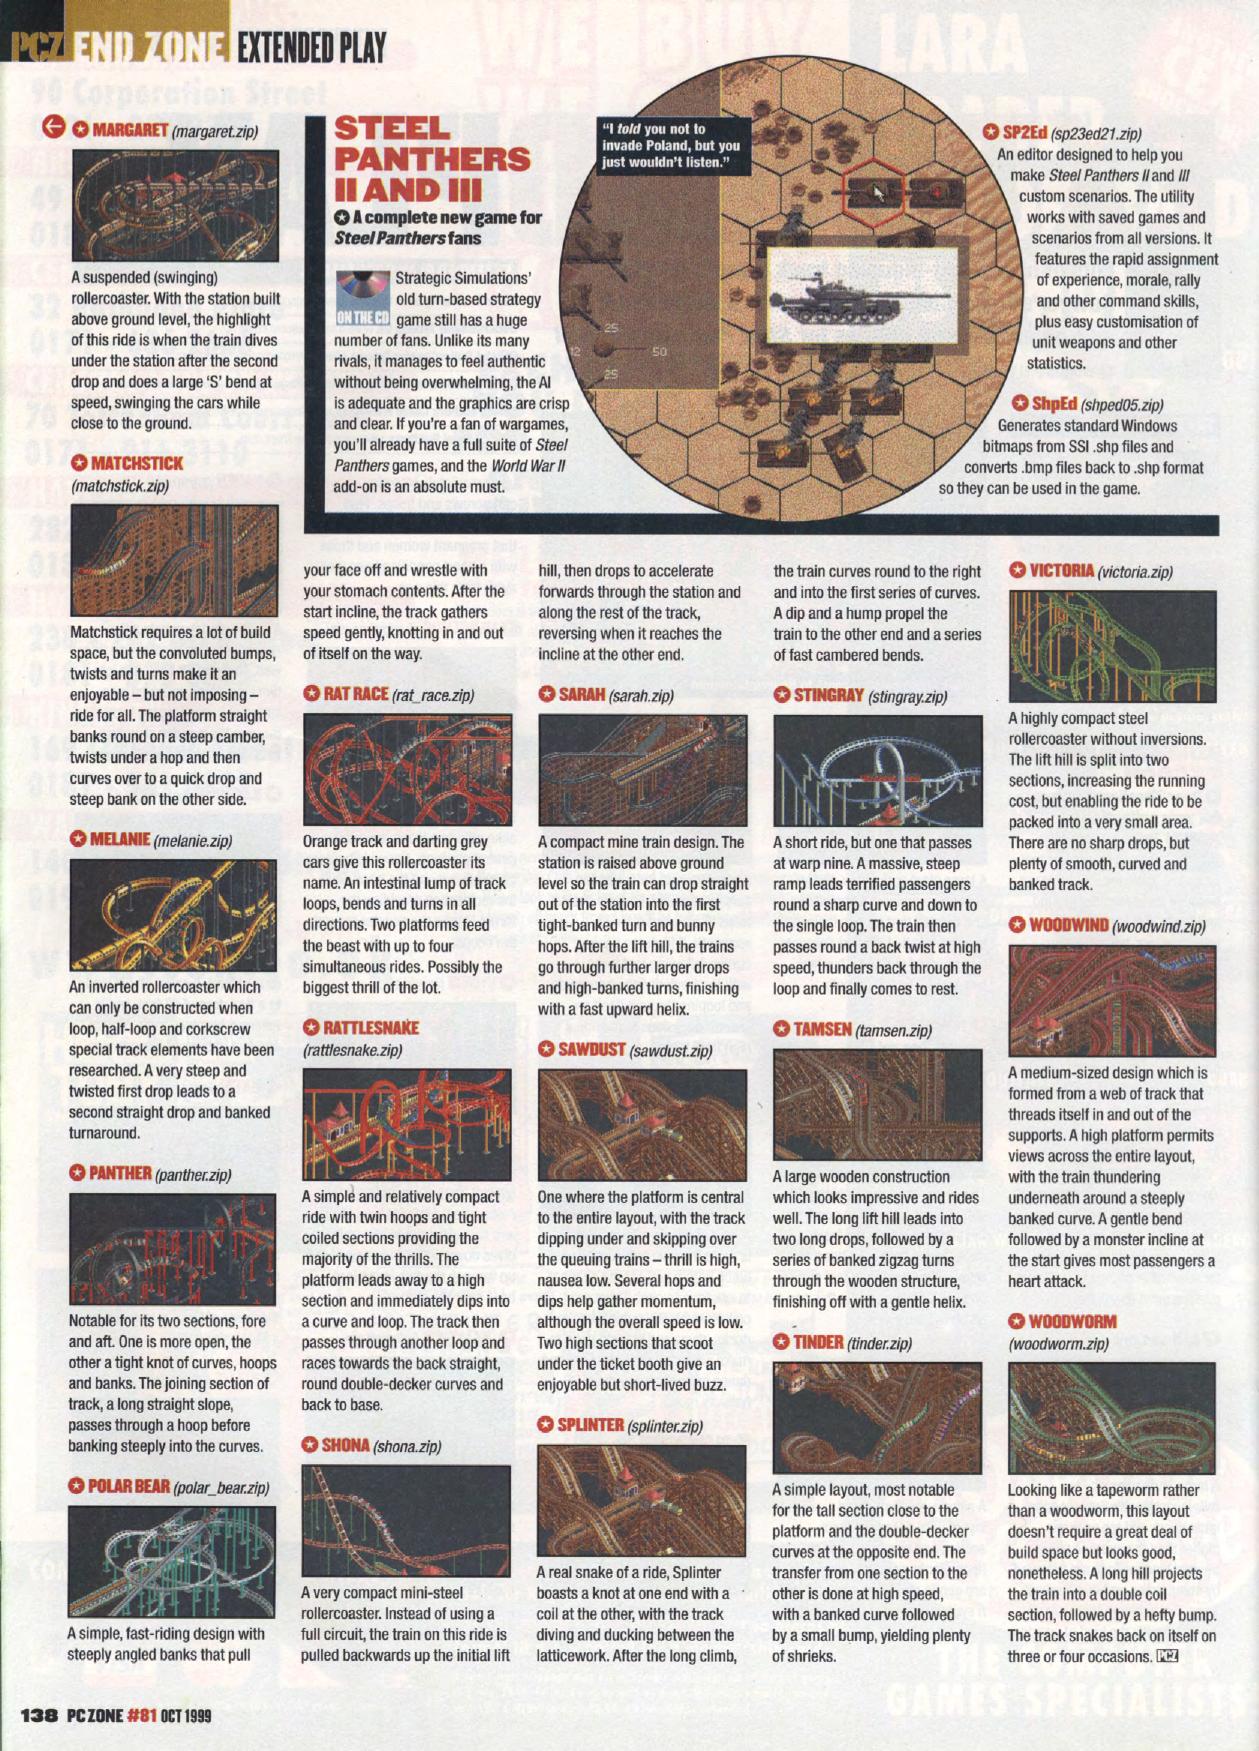 PCZ END ZONE EXTENDED PLAY
MARGARET (margaret.zip)
A suspended (swinging)
rollercoaster. With the station built
above ground level, the highlight
of this ride is when the train dives
under the station after the second
drop and does a large 'S' bend at
speed, swinging the cars while
close to the ground.
MATCHSTICK
(matchstick.zip)
Matchstick requires a lot of build
space, but the convoluted bumps,
twists and turns make it an
enjoyable – but not imposing –
ride for all. The platform straight
banks round on a steep camber,
twists under a hop and then
curves over to a quick drop and
steep bank on the other side.
MELANIE (melanie.zip)
An inverted rollercoaster which
can only be constructed when
loop, half-loop and corkscrew
special track elements have been
researched. A very steep and
twisted first drop leads to a
second straight drop and banked
turnaround.
PANTHER (panther.zip)
Notable for its two sections, fore
and aft. One is more open, the
other a tight knot of curves, hoops
and banks. The joining section of
track, a long straight slope,
passes through a hoop before
banking steeply into the curves.
POLAR BEAR (polar_bear.zip)
A simple, fast-riding design with
steeply angled banks that pull
STEEL
PANTHERS
II AND III
A complete new game for
Steel Panthers fans
ON THE CD
Strategic Simulations'
old turn-based strategy
game still has a huge
number of fans. Unlike its many
rivals, it manages to feel authentic
without being overwhelming, the AI
is adequate and the graphics are crisp
and clear. If you're a fan of wargames,
you'll already have a full suite of Steel
Panthers games, and the World War II
add-on is an absolute must.
"I told you not to
invade Poland, but you
just wouldn't listen."
25
50
25
SP2Ed (sp23ed21.zip)
An editor designed to help you
make Steel Panthers II and III
custom scenarios. The utility
works with saved games and
scenarios from all versions. It
features the rapid assignment
of experience, morale, rally
and other command skills,
plus easy customisation of
unit weapons and other
statistics.
ShpEd (shped05.zip)
Generates standard Windows
bitmaps from SSI .shp files and
converts .bmp files back to .shp format
so they can be used in the game.
your face off and wrestle with
your stomach contents. After the
start incline, the track gathers
speed gently, knotting in and out
of itself on the way.
RAT RACE (rat_race.zip)
Orange track and darting grey
cars give this rollercoaster its
name. An intestinal lump of track
loops, bends and turns in all
directions. Two platforms feed
the beast with up to four
simultaneous rides. Possibly the
biggest thrill of the lot.
RATTLESNAKE
(rattlesnake.zip)
A simple and relatively compact
ride with twin hoops and tight
coiled sections providing the
majority of the thrills. The
platform leads away to a high
section and immediately dips into
a curve and loop. The track then
passes through another loop and
races towards the back straight,
round double-decker curves and
back to base.
SHONA (shona.zip)
A very compact mini-steel
rollercoaster. Instead of using a
full circuit, the train on this ride is
pulled backwards up the initial lift
hill, then drops to accelerate
forwards through the station and
along the rest of the track,
reversing when it reaches the
incline at the other end.
SARAH (sarah.zip)
A compact mine train design. The
station is raised above ground
level so the train can drop straight
out of the station into the first
tight-banked turn and bunny
hops. After the lift hill, the trains
go through further larger drops
and high-banked turns, finishing
with a fast upward helix.
SAWDUST (sawdust.zip)
One where the platform is central
to the entire layout, with the track
dipping under and skipping over
the queuing trains – thrill is high,
nausea low. Several hops and
dips help gather momentum,
although the overall speed is low.
Two high sections that scoot
under the ticket booth give an
enjoyable but short-lived buzz.
SPLINTER (splinter.zip)
A real snake of a ride, Splinter
boasts a knot at one end with a
coil at the other, with the track
diving and ducking between the
latticework. After the long climb,
the train curves round to the right
and into the first series of curves.
A dip and a hump propel the
train to the other end and a series
of fast cambered bends.
STINGRAY (stingray.zip)
A short ride, but one that passes
at warp nine. A massive, steep
ramp leads terrified passengers
round a sharp curve and down to
the single loop. The train then
passes round a back twist at high
speed, thunders back through the
loop and finally comes to rest.
TAMSEN (tamsen.zip)
A large wooden construction
which looks impressive and rides
well. The long lift hill leads into
two long drops, followed by a
series of banked zigzag turns
through the wooden structure,
finishing off with a gentle helix.
TINDER (tinder.zip)
A simple layout, most notable
for the tall section close to the
platform and the double-decker
curves at the opposite end. The
transfer from one section to the
other is done at high speed,
with a banked curve followed
by a small bump, yielding plenty
of shrieks.
VICTORIA (victoria.zip)
A highly compact steel
rollercoaster without inversions.
The lift hill is split into two
sections, increasing the running
cost, but enabling the ride to be
packed into a very small area.
There are no sharp drops, but
plenty of smooth, curved and
banked track.
WOODWIND (woodwind.zip)
A medium-sized design which is
formed from a web of track that
threads itself in and out of the
supports. A high platform permits
views across the entire layout,
with the train thundering
underneath around a steeply
banked curve. A gentle bend
followed by a monster incline at
the start gives most passengers a
heart attack.
WOODWORM
(woodworm.zip)
Looking like a tapeworm rather
than a woodworm, this layout
doesn't require a great deal of
build space but looks good,
nonetheless. A long hill projects
the train into a double coil
section, followed by a hefty bump.
The track snakes back on itself on
three or four occasions. PCZ
138 PC ZONE #81 OCT 1999